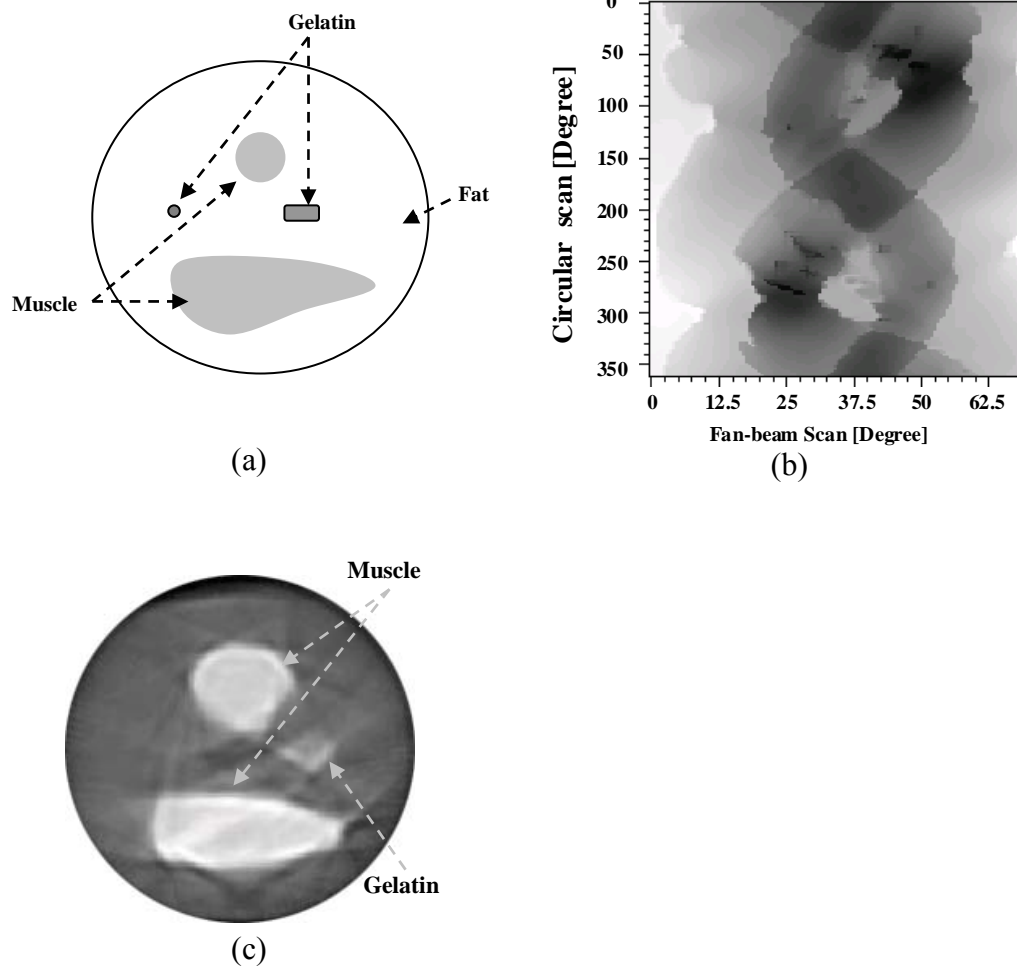 Gelatin
Fat
Muscle
(a)
Circular scan [Degree]
0
50
100
150
200
250
300
350
0 12.5 25 37.5 50 62.5
Fan-beam Scan [Degree]
(b)
Muscle
Gelatin
(c)